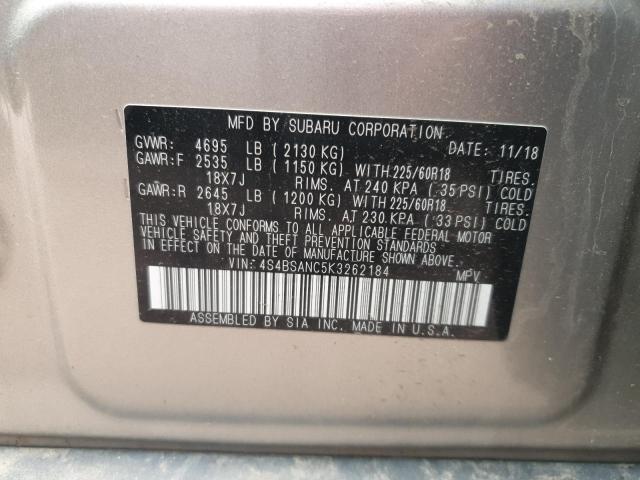 MFD BY SUBARU CORPORATION
GVWR: 4695 LB (2130 KG) DATE: 11/18
GAWR:F 2535 LB (1150 KG) WITH 225/60R18 TIRES.
18X7J RIMS. AT 240 KPA (35 PSI) COLD
GAWR:R 2645 LB (1200 KG) WITH 225/60R18 TIRES.
18X7J RIMS. AT 230 KPA (33 PSI) COLD
THIS VEHICLE CONFORMS TO ALL APPLICABLE FEDERAL MOTOR
VEHICLE SAFETY AND THEFT PREVENTION STANDARDS
IN EFFECT ON THE DATE OF MANUFACTURE SHOWN ABOVE.
VIN: 4S4BSANC5K3262184 MPV
ASSEMBLED BY SIA INC. MADE IN U.S.A.